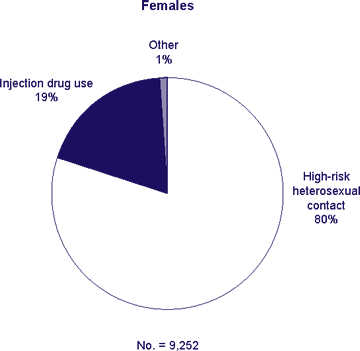 Females
Other
1%
Injection drug use
19%
High-risk
heterosexual
contact
80%
No. = 9,252